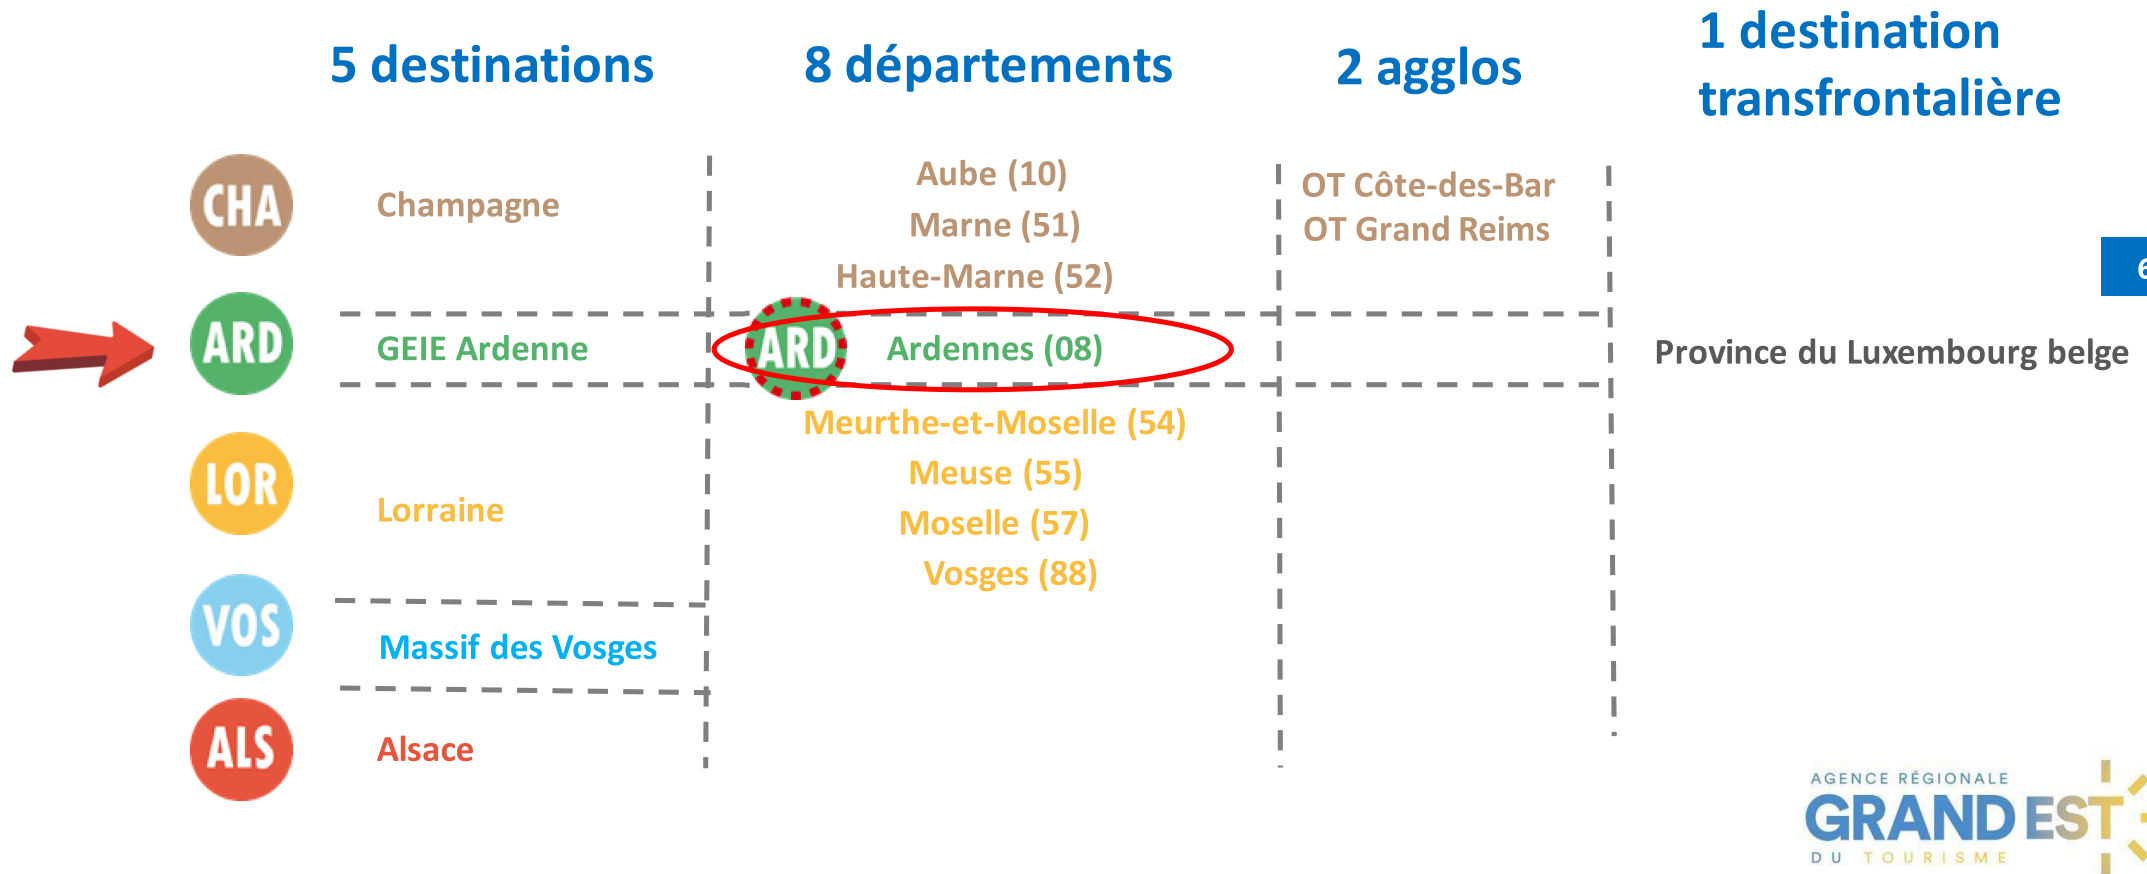 5 destinations
8 départements
2 agglos
1 destination
transfrontalière
CHA
Champagne
Aube (10)
Marne (51)
Haute-Marne (52)
OT Côte-des-Bar
OT Grand Reims
6
ARD
GEIE Ardenne
ARD
Ardennes (08)
Province du Luxembourg belge
LOR
Lorraine
Meurthe-et-Moselle (54)
Meuse (55)
Moselle (57)
Vosges (88)
VOS
Massif des Vosges
ALS
Alsace
AGENCE RÉGIONALE
GRAND EST
DU TOURISME